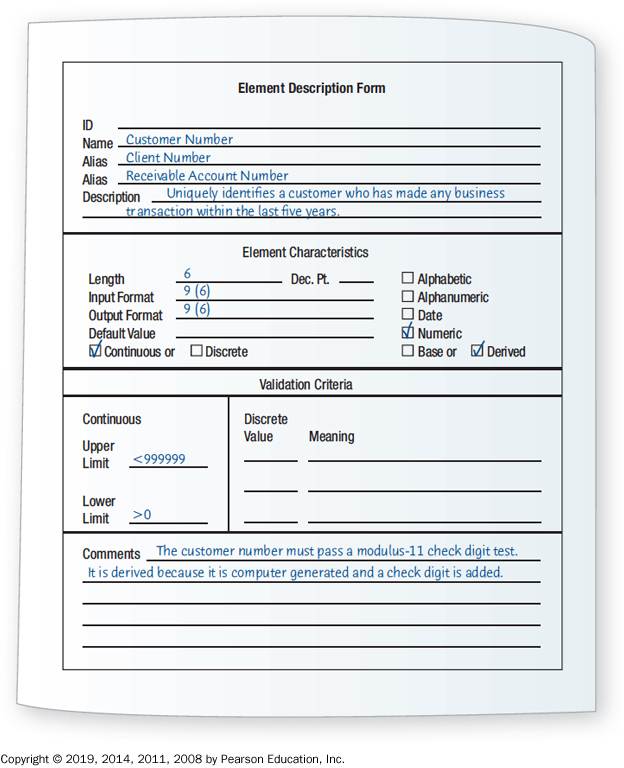 Element Description Form
ID
Name Customer Number
Alias Client Number
Alias Receivable Account Number
Description Uniquely identifies a customer who has made any business
transaction within the last five years.
Element Characteristics
Length 6 Dec. Pt. Alphabetic
Input Format 9 (6) Alphanumeric
Output Format 9 (6) Date
Default Value Numeric
Continuous or Discrete Base or Derived
Validation Criteria
Continuous Discrete
Value Meaning
Upper
Limit <999999
Lower
Limit >0
Comments The customer number must pass a modulus-11 check digit test.
It is derived because it is computer generated and a check digit is added.
Copyright © 2019, 2014, 2011, 2008 by Pearson Education, Inc.